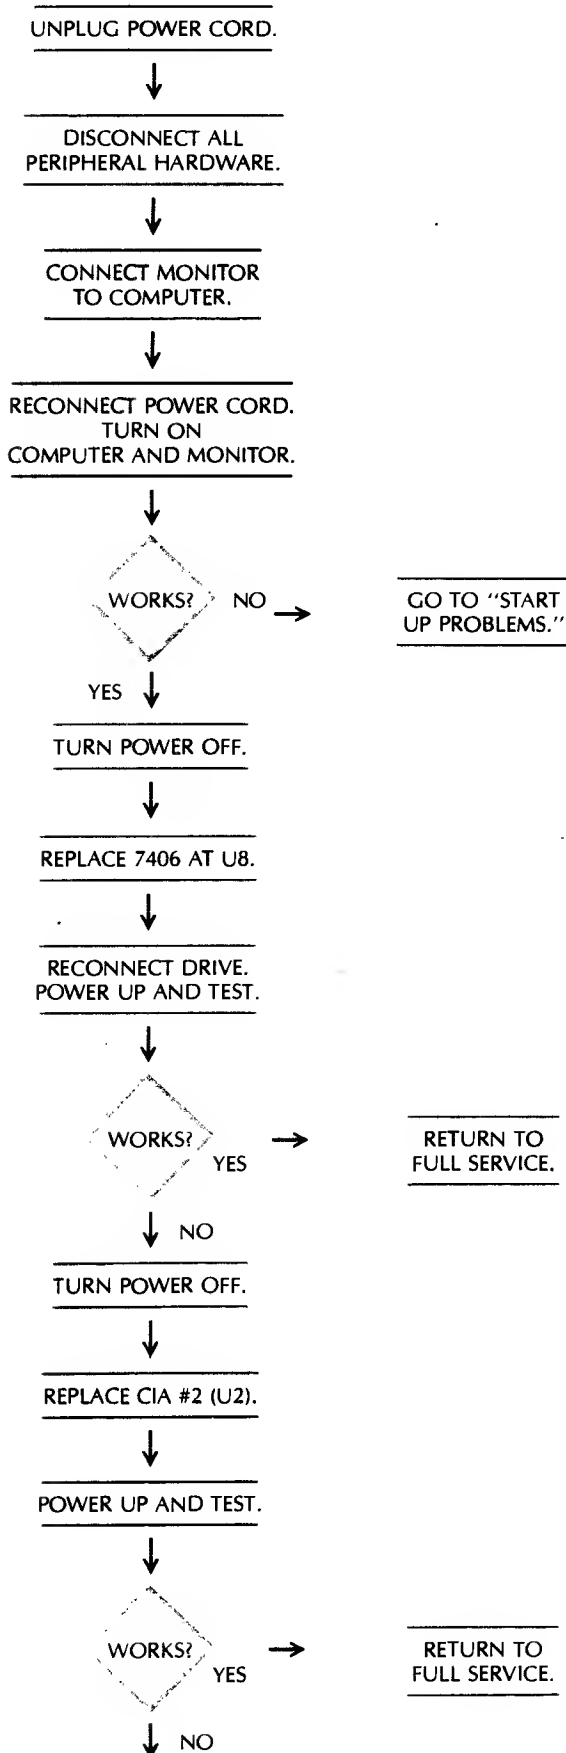 UNPLUG POWER CORD.
DISCONNECT ALL
PERIPHERAL HARDWARE.
CONNECT MONITOR
TO COMPUTER.
RECONNECT POWER CORD.
TURN ON
COMPUTER AND MONITOR.
WORKS?
NO
GO TO "START
UP PROBLEMS."
YES
TURN POWER OFF.
REPLACE 7406 AT U8.
RECONNECT DRIVE.
POWER UP AND TEST.
WORKS?
YES
RETURN TO
FULL SERVICE.
NO
TURN POWER OFF.
REPLACE CIA #2 (U2).
POWER UP AND TEST.
WORKS?
YES
RETURN TO
FULL SERVICE.
NO